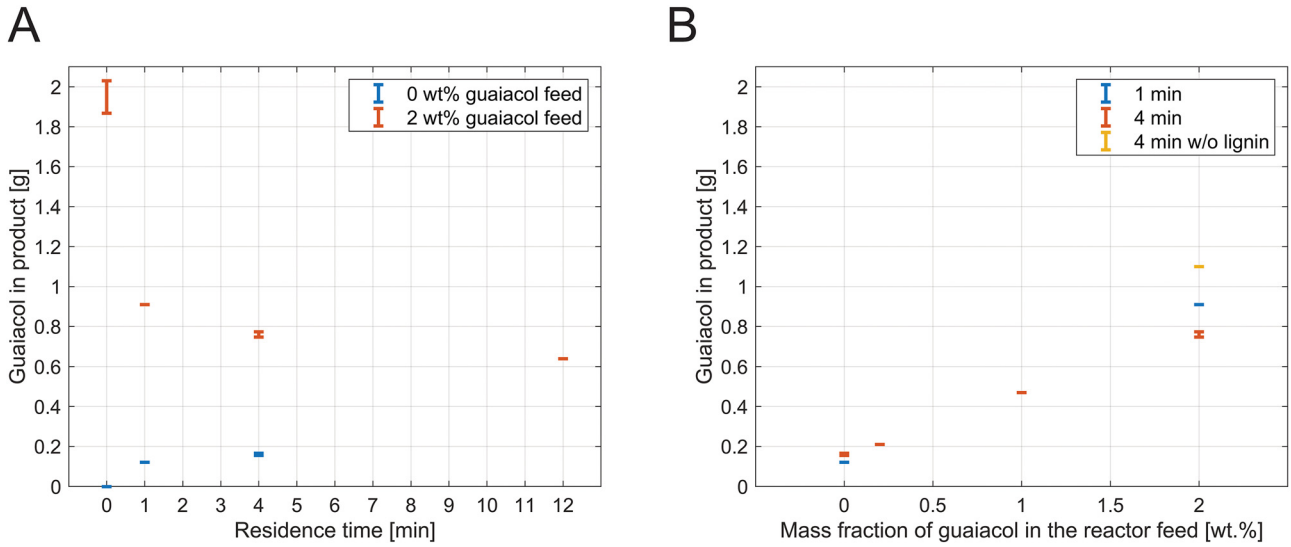 A
Guaiacol in product [g]
2
1.8
1.6
1.4
1.2
1
0.8
0.6
0.4
0.2
0
0 wt% guaiacol feed
2 wt% guaiacol feed
0 1 2 3 4 5 6 7 8 9 10 11 12
Residence time [min]
B
Guaiacol in product [g]
2
1.8
1.6
1.4
1.2
1
0.8
0.6
0.4
0.2
0
1 min
4 min
4 min w/o lignin
0 0.5 1 1.5 2
Mass fraction of guaiacol in the reactor feed [wt.%]